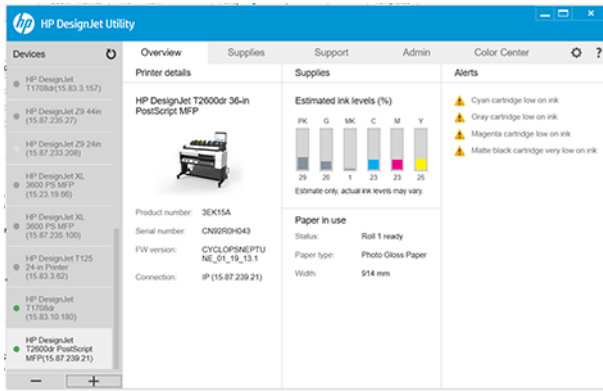 hp HP DesignJet Utility
Devices
HP DesignJet
T1708dr(15.83.3.157)
HP DesignJet Z9 44in
(15.87.235.27)
HP DesignJet Z9 24in
(15.87.233.208)
HP DesignJet XL
3600 PS MFP
(15.23.19.66)
HP DesignJet XL
3600 PS MFP
(15.87.235.100)
HP DesignJet T125
24-in Printer
(15.83.3.62)
HP DesignJet
T1708dr
(15.83.10.180)
HP DesignJet
T2600dr PostScript
MFP(15.87.239.21)
Overview Supplies Support Admin Color Center ?
Printer details
HP DesignJet T2600dr 36-in
PostScript MFP
Product number: 3EK15A
Serial number: CN92R0H043
FW version: CYCLOPSNEPTU
NE_01_19_13.1
Connection: IP (15.87.239.21)
Supplies
Estimated ink levels (%)
PK G MK C M Y
29 20 1 23 23 26
Estimate only, actual ink levels may vary.
Paper in use
Status: Roll 1 ready
Paper type: Photo Gloss Paper
Width: 914 mm
Alerts
Cyan cartridge low on ink
Gray cartridge low on ink
Magenta cartridge low on ink
Matte black cartridge very low on ink